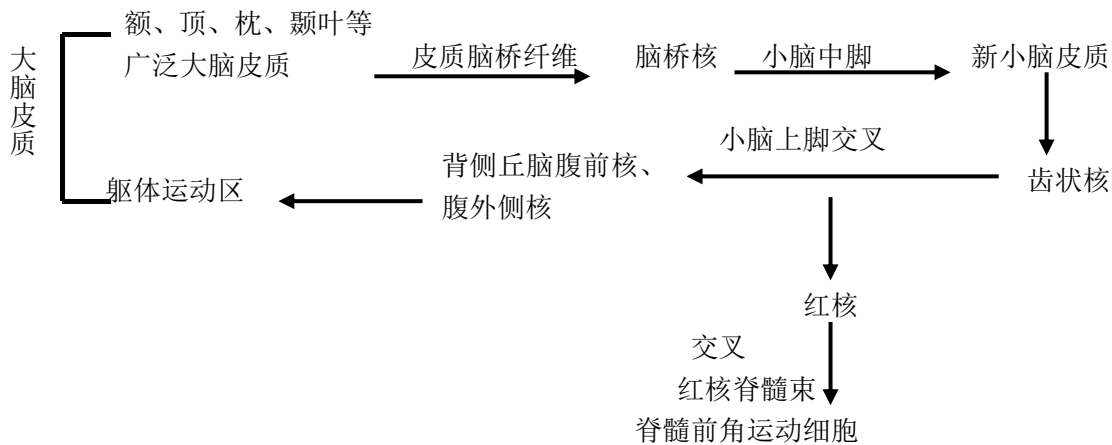 额、顶、枕、颞叶等
广泛大脑皮质
皮质脑桥纤维
脑桥核
小脑中脚
新小脑皮质
大脑皮质
小脑上脚交叉
背侧丘脑腹前核、
腹外侧核
齿状核
躯体运动区
红核
交叉
红核脊髓束
脊髓前角运动细胞